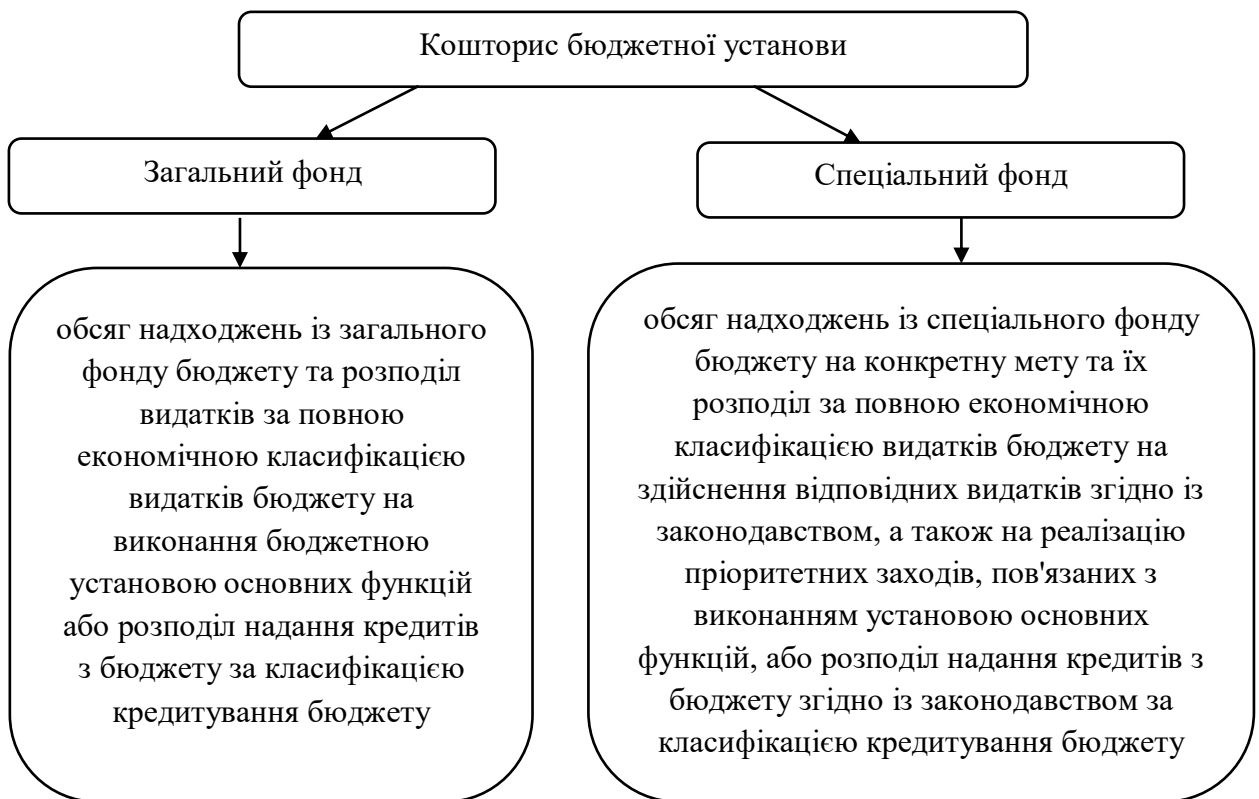 Кошторис бюджетної установи
Загальний фонд
Спеціальний фонд
обсяг надходжень із загального
фонду бюджету та розподіл
видатків за повною
економічною класифікацією
видатків бюджету на
виконання бюджетною
установою основних функцій
або розподіл надання кредитів
з бюджету за класифікацією
кредитування бюджету
обсяг надходжень із спеціального фонду
бюджету на конкретну мету та їх
розподіл за повною економічною
класифікацією видатків бюджету на
здійснення відповідних видатків згідно із
законодавством, а також на реалізацію
пріоритетних заходів, пов'язаних з
виконанням установою основних
функцій, або розподіл надання кредитів з
бюджету згідно із законодавством за
класифікацією кредитування бюджету